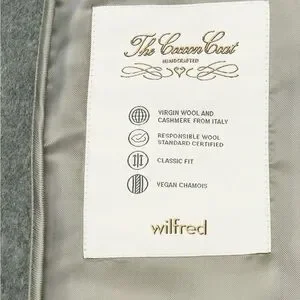 The Cocoon Coat
HANDCRAFTED
VIRGIN WOOL AND
CASHMERE FROM ITALY
RESPONSIBLE WOOL
STANDARD CERTIFIED
CLASSIC FIT
VEGAN CHAMOIS
wilfred